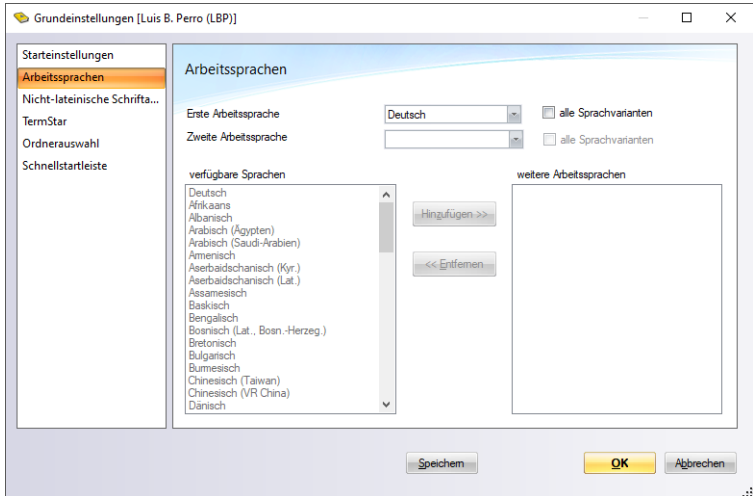 Grundeinstellungen [Luis B. Perro (LBP)]
Starteinstellungen
Arbeitssprachen
Nicht-lateinische Schrifta...
TermStar
Ordnerauswahl
Schnellstartleiste
Arbeitssprachen
Erste Arbeitssprache
Deutsch
alle Sprachvarianten
Zweite Arbeitssprache
alle Sprachvarianten
verfügbare Sprachen
Deutsch
Afrikaans
Albanisch
Arabisch (Ägypten)
Arabisch (Saudi-Arabien)
Armenisch
Aserbaidschanisch (Kyr.)
Aserbaidschanisch (Lat.)
Assamesisch
Baskisch
Bengalisch
Bosnisch (Lat., Bosn.-Herzeg.)
Bretonisch
Bulgarisch
Burmesisch
Chinesisch (Taiwan)
Chinesisch (VR China)
Dänisch
Hinzufügen >>
<< Entfernen
weitere Arbeitssprachen
Speichern
OK
Abbrechen